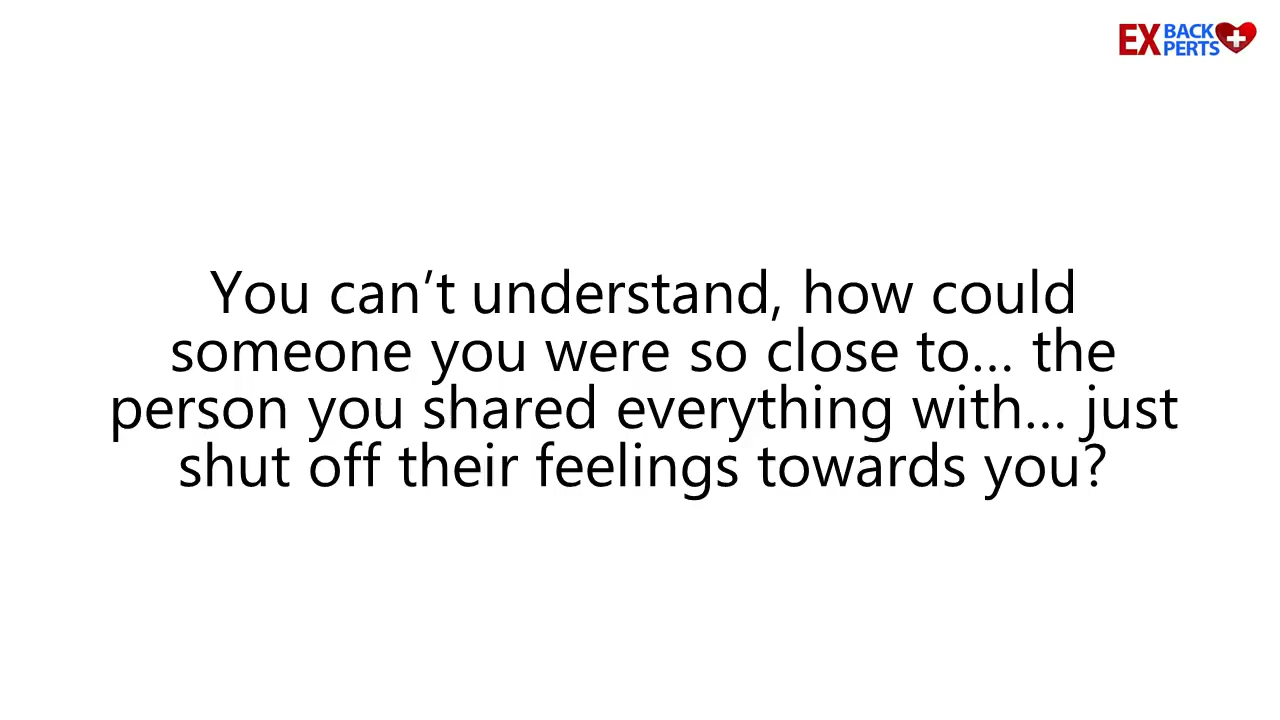 EX BACK PERTS
You can’t understand, how could
someone you were so close to... the
person you shared everything with... just
shut off their feelings towards you?